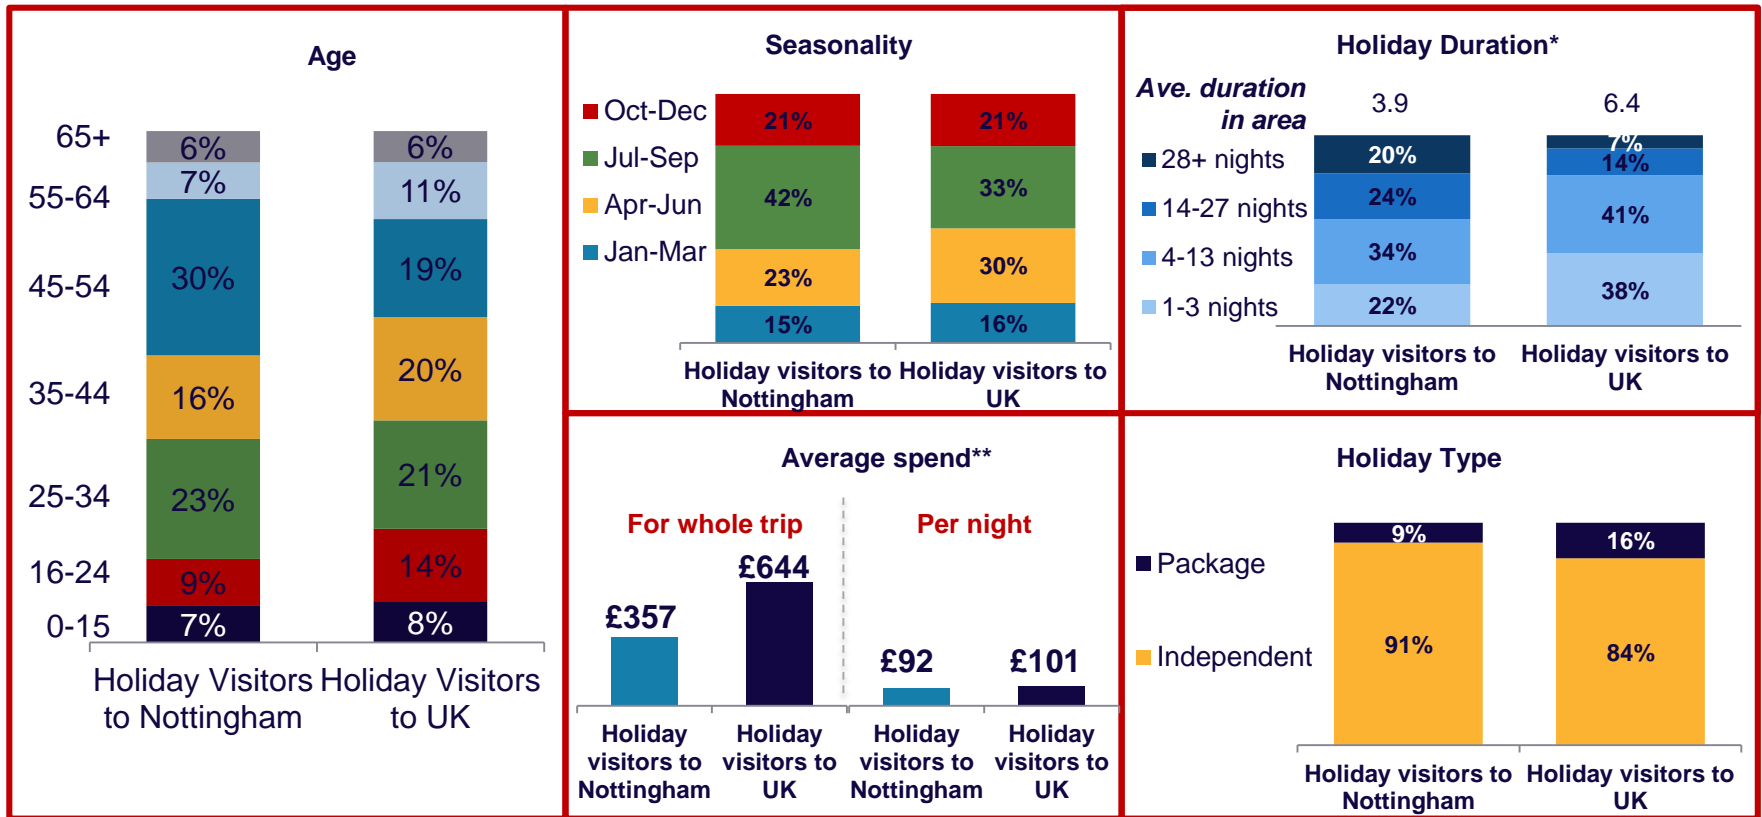 Age
65+
55-64
45-54
35-44
25-34
16-24
0-15
6%
7%
30%
16%
23%
9%
7%
6%
11%
19%
20%
21%
14%
8%
Holiday Visitors
to Nottingham
Holiday Visitors
to UK
Seasonality
Oct-Dec
Jul-Sep
Apr-Jun
Jan-Mar
21%
42%
23%
15%
21%
33%
30%
16%
Holiday visitors to
Nottingham
Holiday visitors to
UK
Holiday Duration*
Ave. duration
in area
3.9
6.4
28+ nights
14-27 nights
4-13 nights
1-3 nights
20%
24%
34%
22%
7%
14%
41%
38%
Holiday visitors to
Nottingham
Holiday visitors to
UK
Average spend**
For whole trip
Per night
£357
£644
£92
£101
Holiday
visitors to
Nottingham
Holiday
visitors to
UK
Holiday
visitors to
Nottingham
Holiday
visitors to
UK
Holiday Type
Package
Independent
9%
91%
16%
84%
Holiday visitors to
Nottingham
Holiday visitors to
UK